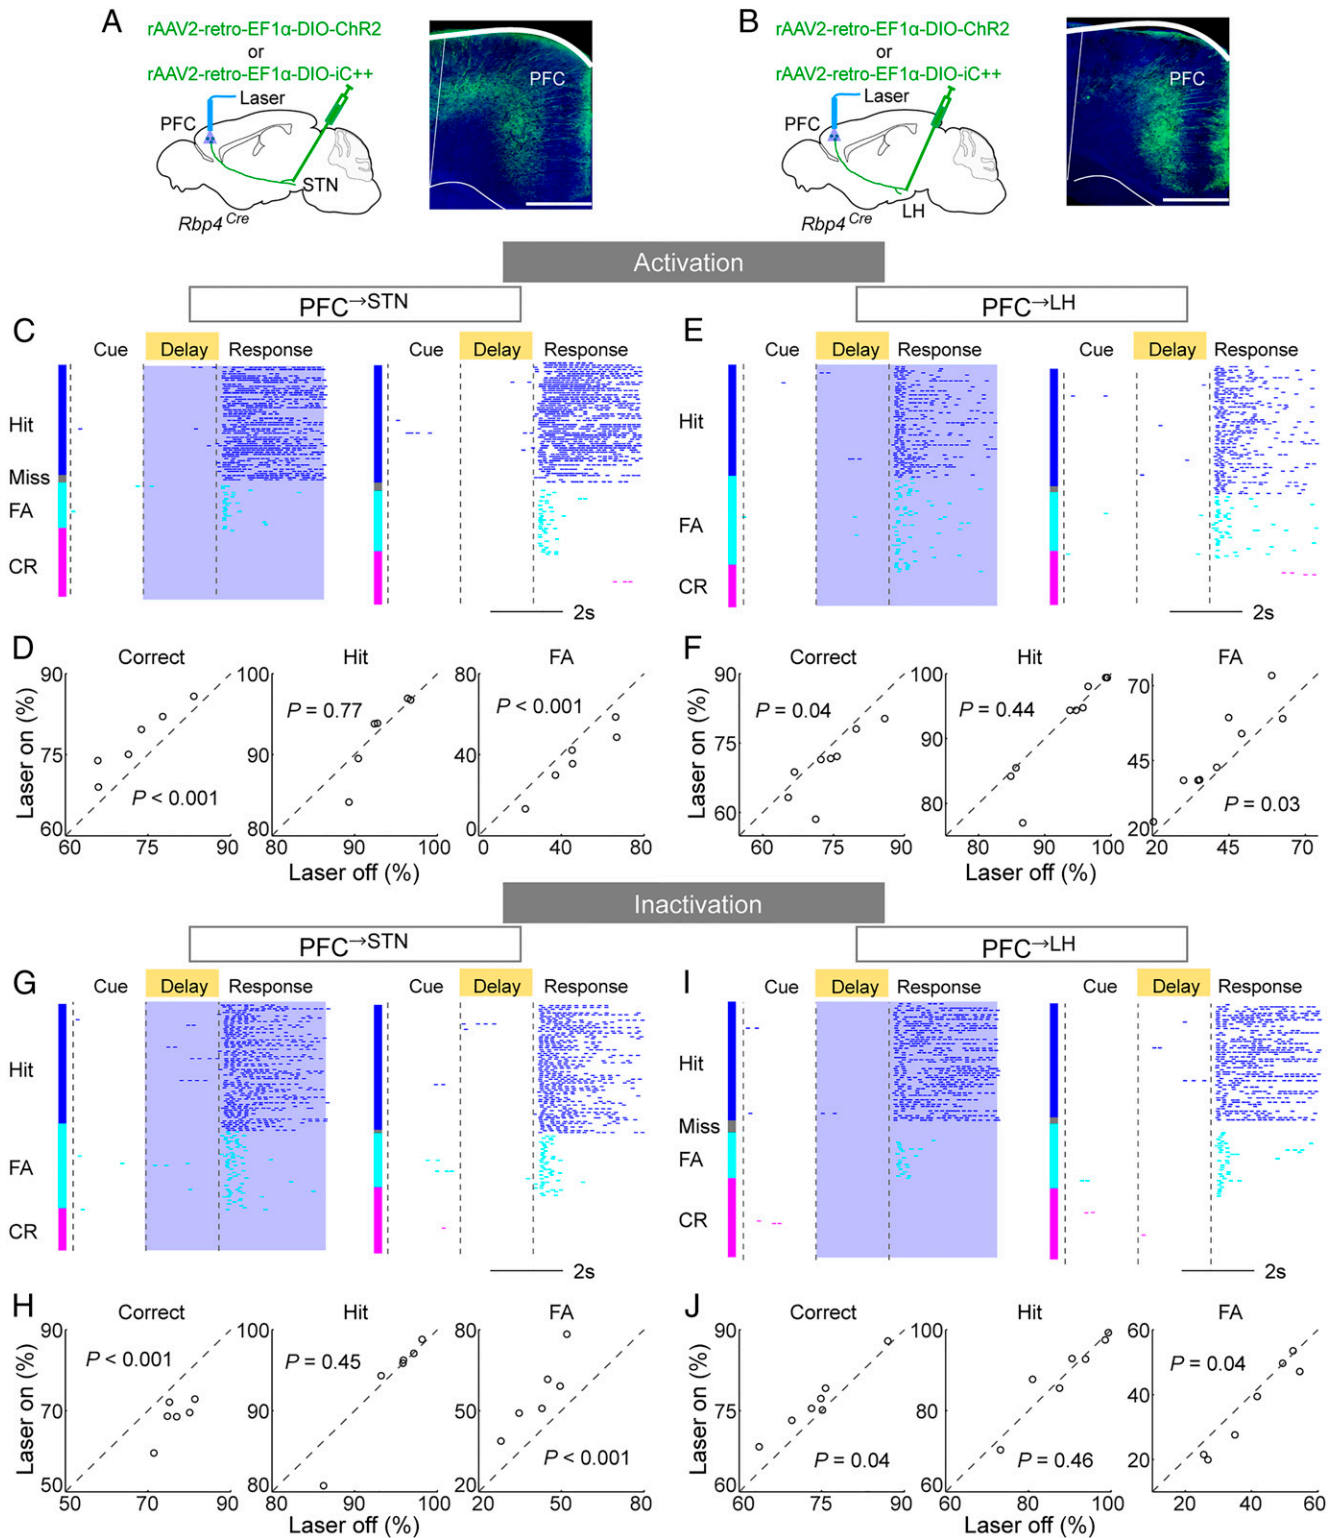 A
rAAV2-retro-EF1α-DIO-ChR2
or
rAAV2-retro-EF1α-DIO-iC++
Laser
PFC
STN
Rbp4Cre
PFC
B
rAAV2-retro-EF1α-DIO-ChR2
or
rAAV2-retro-EF1α-DIO-iC++
Laser
PFC
LH
Rbp4Cre
PFC
Activation
PFC→STN
PFC→LH
C
Cue Delay Response
Cue Delay Response
Hit
Miss
FA
CR
2s
E
Cue Delay Response
Cue Delay Response
Hit
FA
CR
2s
D
Correct
Hit
FA
Laser on (%)
90
75
60
60 75 90
P < 0.001
100
90
80
80 90 100
P = 0.77
80
40
0
0 40 80
P < 0.001
Laser off (%)
F
Correct
Hit
FA
Laser on (%)
90
75
60
60 75 90
P = 0.04
100
90
80
80 90 100
P = 0.44
70
45
20
20 45 70
P = 0.03
Laser off (%)
Inactivation
PFC→STN
PFC→LH
G
Cue Delay Response
Cue Delay Response
Hit
FA
CR
2s
I
Cue Delay Response
Cue Delay Response
Hit
Miss
FA
CR
2s
H
Correct
Hit
FA
Laser on (%)
90
70
50
50 70 90
P < 0.001
100
90
80
80 90 100
P = 0.45
80
50
20
20 50 80
P < 0.001
Laser off (%)
J
Correct
Hit
FA
Laser on (%)
90
75
60
60 75 90
P = 0.04
100
80
60
60 80 100
P = 0.46
60
40
20
20 40 60
P = 0.04
Laser off (%)